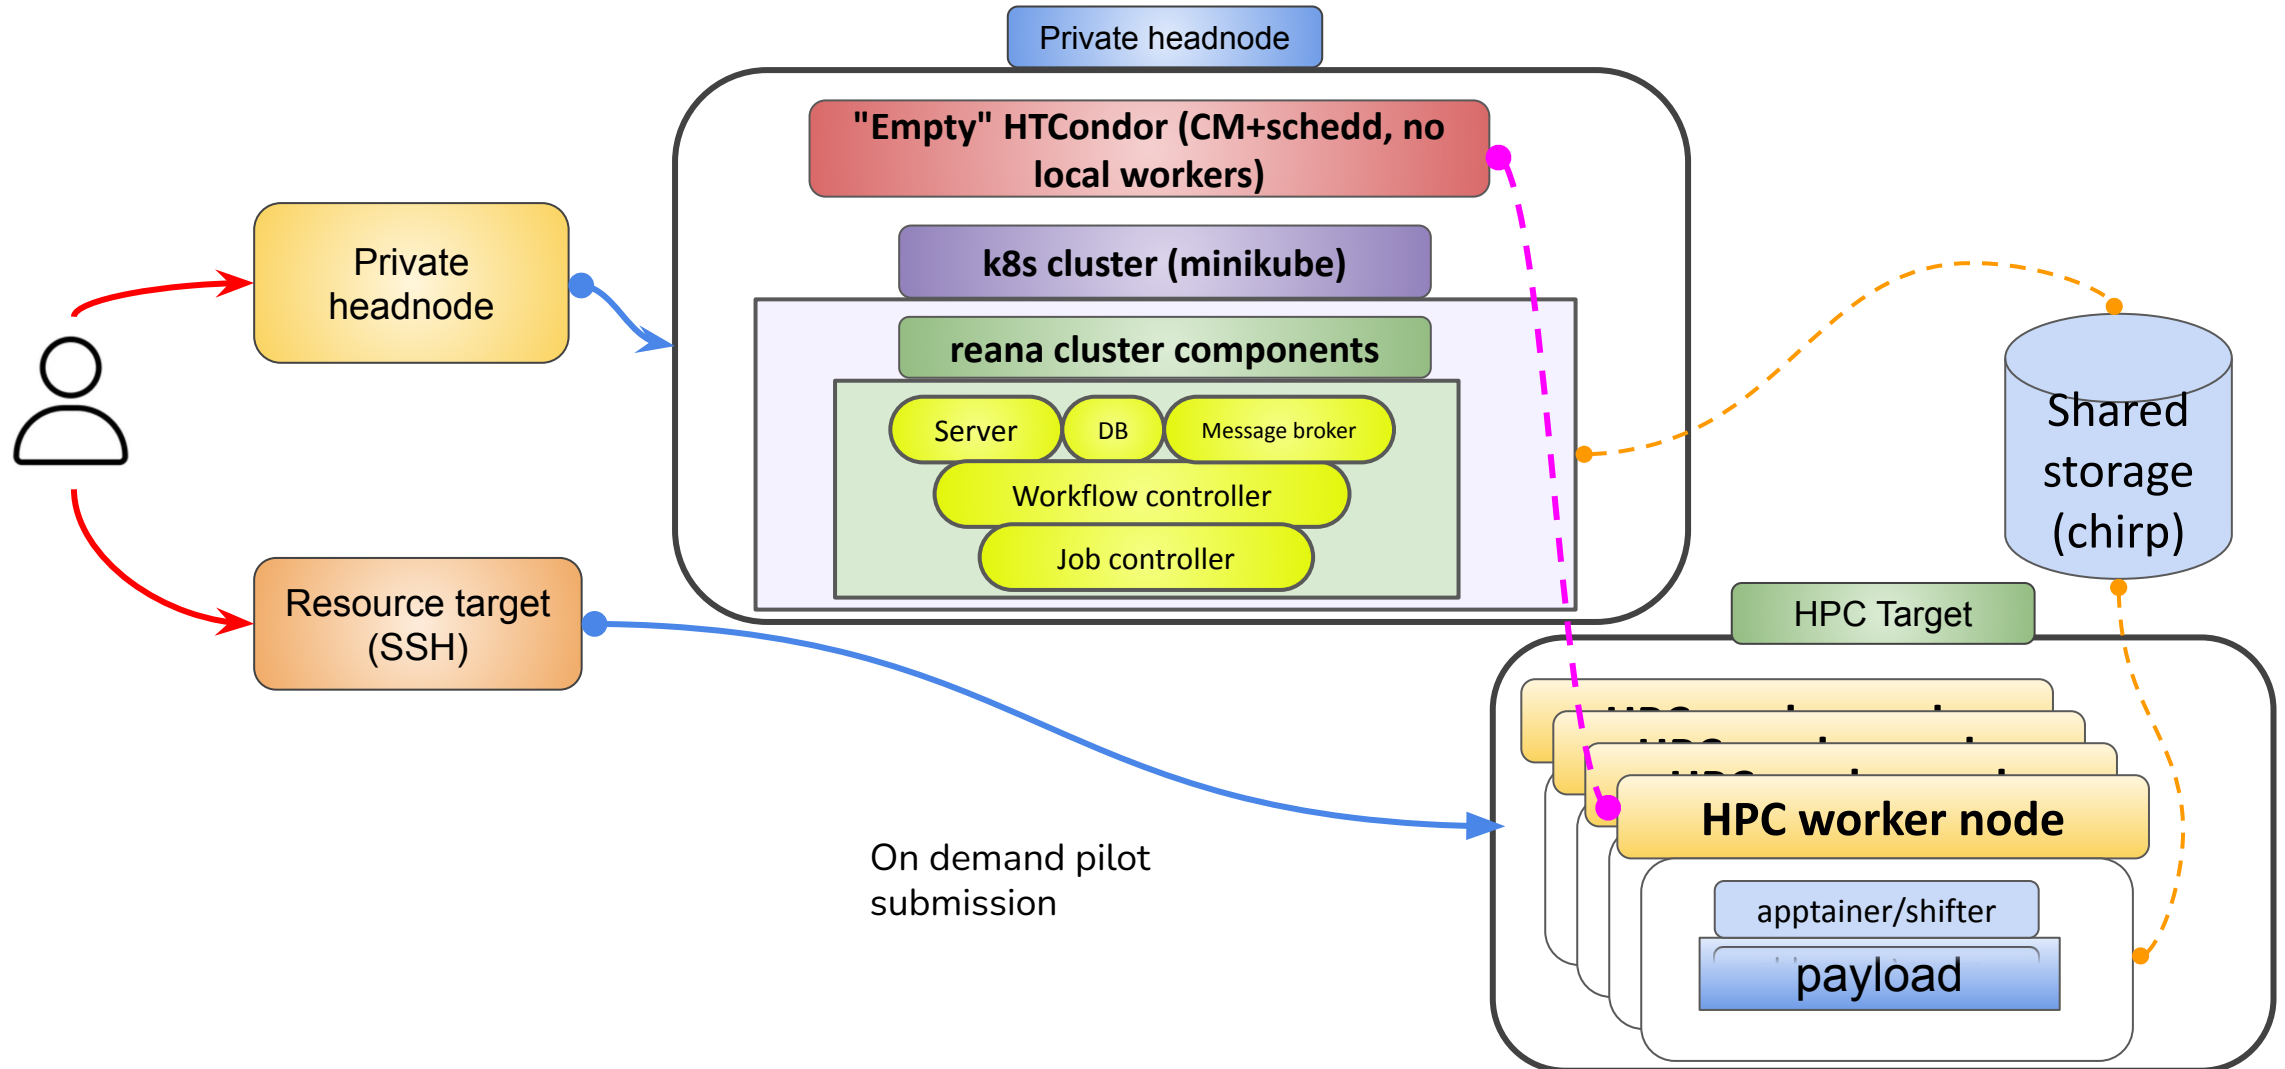 Private headnode
"Empty" HTCondor (CM+schedd, no
local workers)
k8s cluster (minikube)
reana cluster components
Server
DB
Message broker
Workflow controller
Job controller
Private
headnode
Resource target
(SSH)
Shared
storage
(chirp)
HPC Target
HPC worker node
apptainer/shifter
payload
On demand pilot
submission